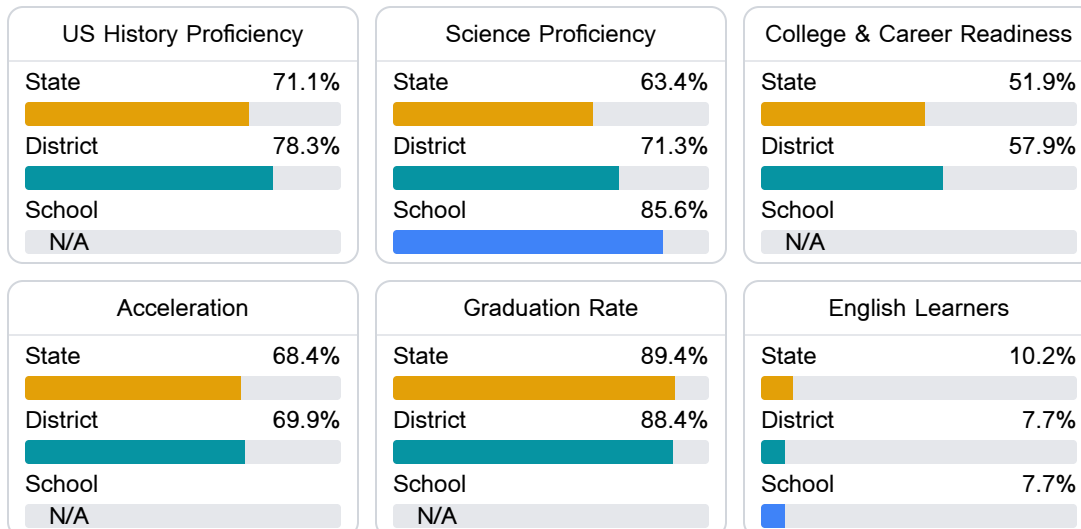 US History Proficiency
State 71.1%
District 78.3%
School
N/A
Science Proficiency
State 63.4%
District 71.3%
School 85.6%
College & Career Readiness
State 51.9%
District 57.9%
School
N/A
Acceleration
State 68.4%
District 69.9%
School
N/A
Graduation Rate
State 89.4%
District 88.4%
School
N/A
English Learners
State 10.2%
District 7.7%
School 7.7%